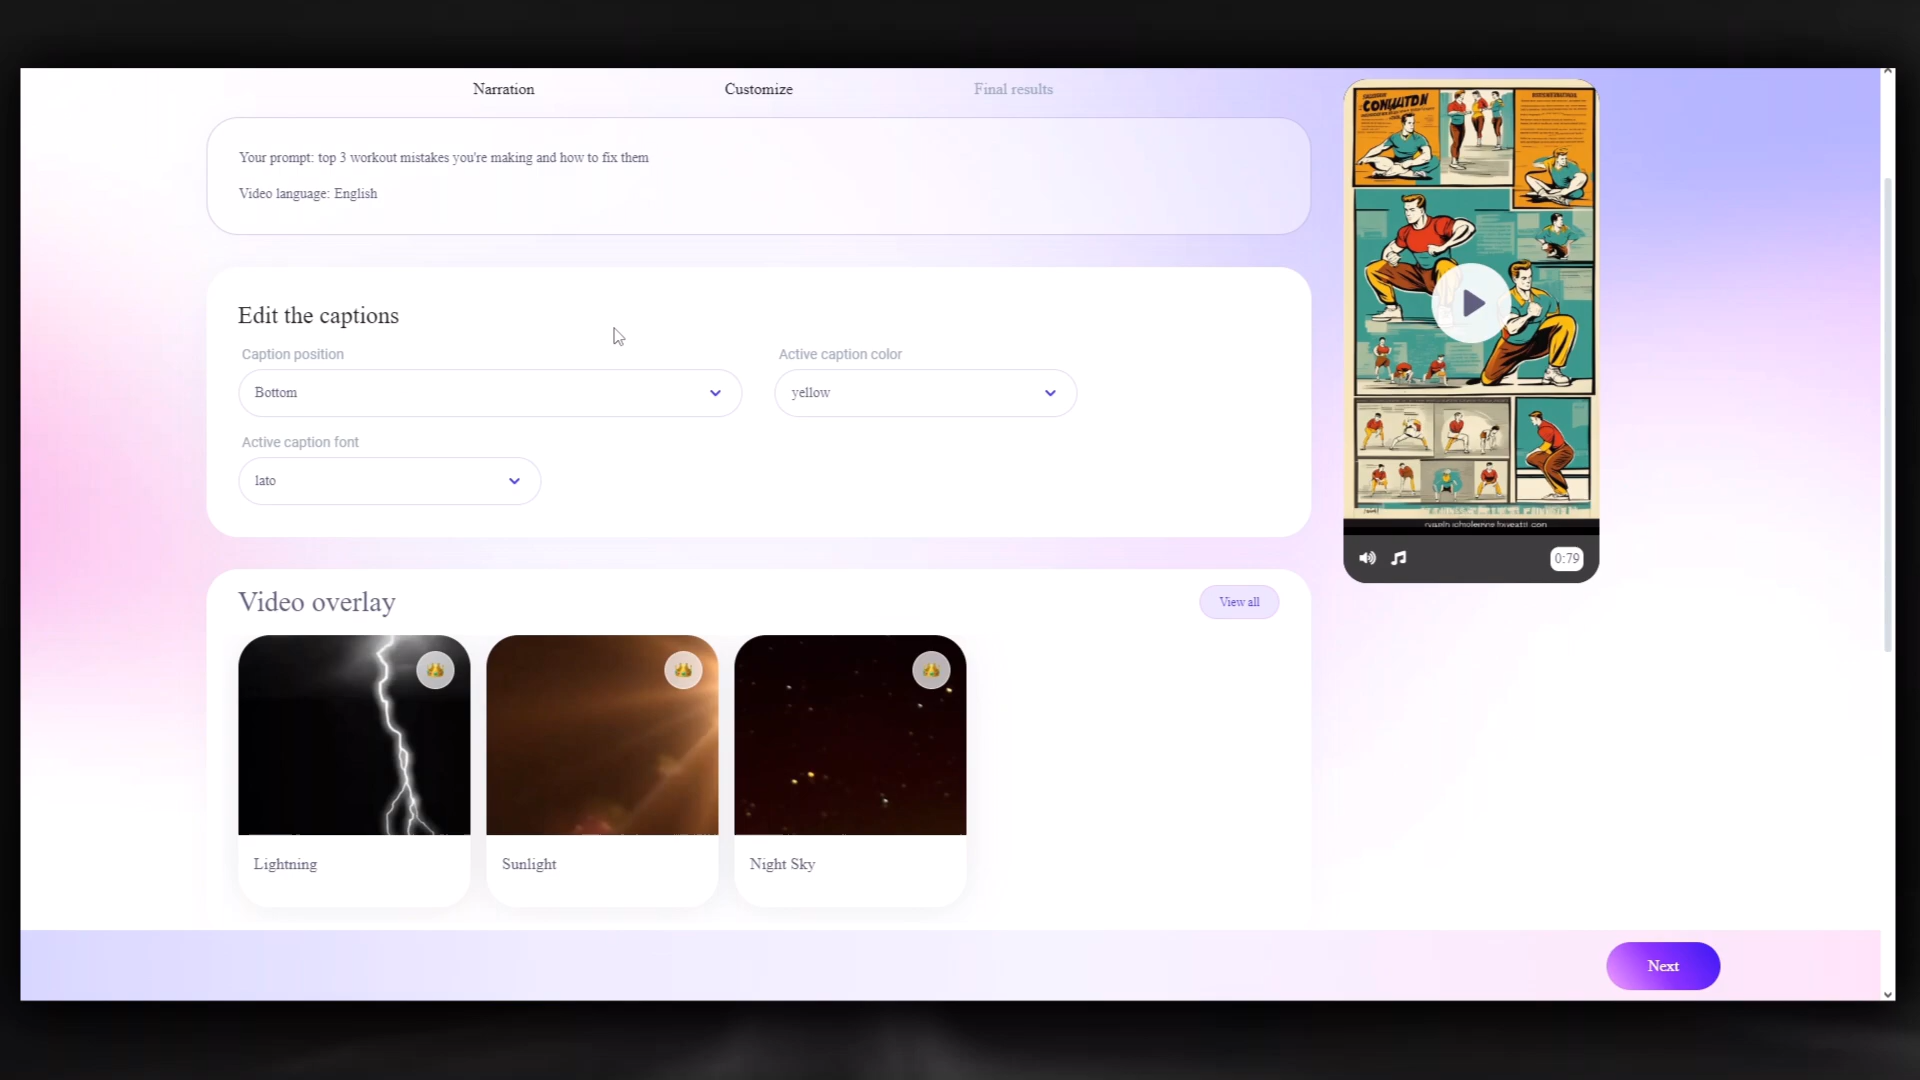 Narration
Customize
Final results
Your prompt: top 3 workout mistakes you're making and how to fix them
Video language: English
Edit the captions
Caption position
Active caption color
Bottom
yellow
Active caption font
lato
Video overlay
View all
Lightning
Sunlight
Night Sky
0:79
Next